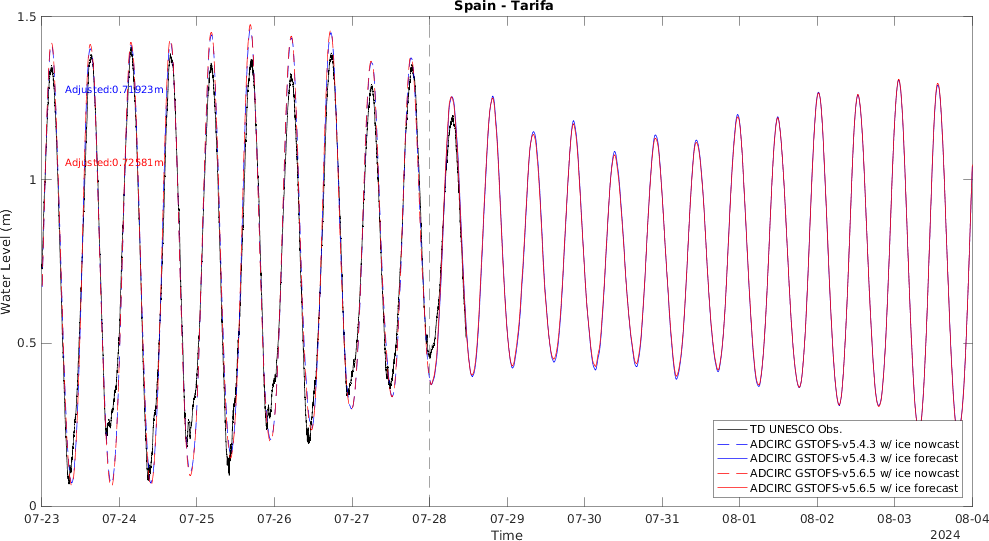 Spain - Tarifa
1.5
1
0.5
0
Water Level (m)
Adjusted:0.71923m
Adjusted:0.72581m
TD UNESCO Obs.
ADCIRC GSTOFS-v5.4.3 w/ ice nowcast
ADCIRC GSTOFS-v5.4.3 w/ ice forecast
ADCIRC GSTOFS-v5.6.5 w/ ice nowcast
ADCIRC GSTOFS-v5.6.5 w/ ice forecast
07-23 07-24 07-25 07-26 07-27 07-28 07-29 07-30 07-31 08-01 08-02 08-03 08-04
Time
2024